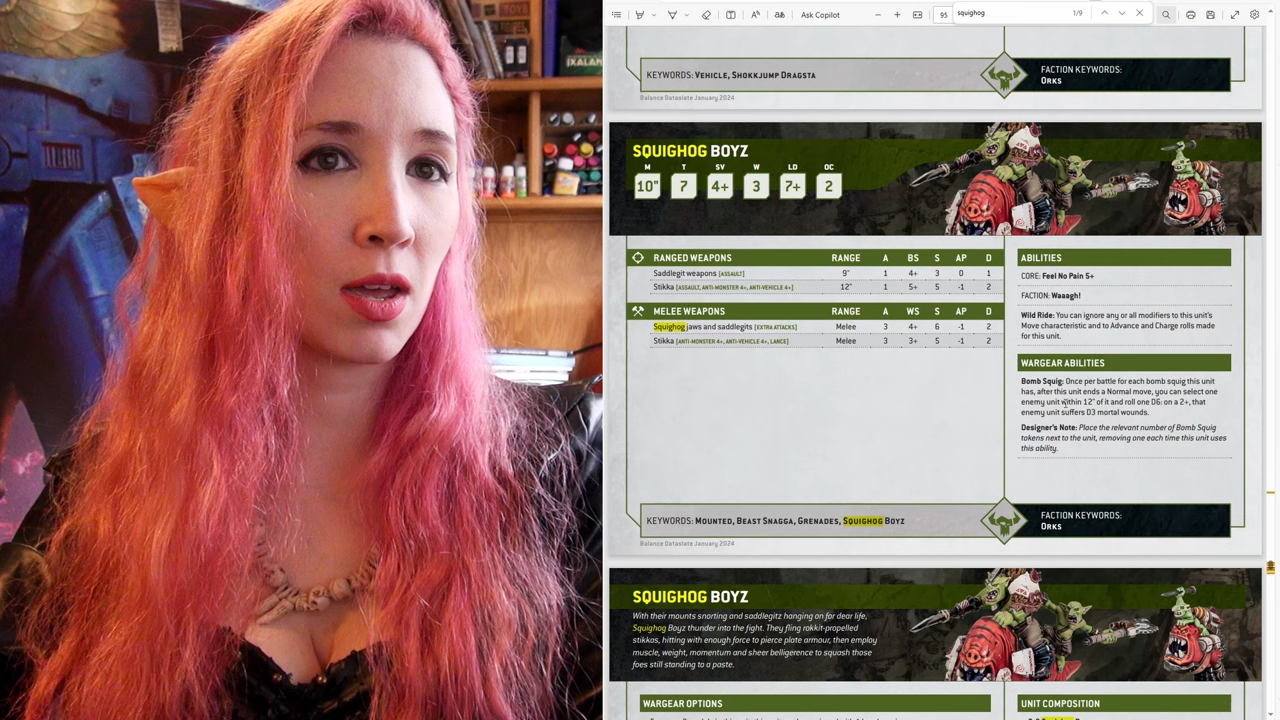 TOYS
IXALAN
Ask Copilot
95
squighog
1/9
KEYWORDS: VEHICLE, SHOKKJUMP DRAGSTA
FACTION KEYWORDS:
ORKS
Balance Dataslate January 2024
SQUIGHOG BOYZ
M T SV W LD OC
10" 7 4+ 3 7+ 2
RANGED WEAPONS RANGE A BS S AP D
Saddlegit weapons [ASSAULT] 9" 1 4+ 3 0 1
Stikka [ASSAULT, ANTI-MONSTER 4+, ANTI-VEHICLE 4+] 12" 1 5+ 5 -1 2
MELEE WEAPONS RANGE A WS S AP D
Squighog jaws and saddlegits [EXTRA ATTACKS] Melee 3 4+ 6 -1 2
Stikka [ANTI-MONSTER 4+, ANTI-VEHICLE 4+, LANCE] Melee 3 3+ 5 -1 2
ABILITIES
CORE: Feel No Pain 5+
FACTION: Waaagh!
Wild Ride: You can ignore any or all modifiers to this unit's
Move characteristic and to Advance and Charge rolls made
for this unit.
WARGEAR ABILITIES
Bomb Squig: Once per battle for each bomb squig this unit
has, after this unit ends a Normal move, you can select one
enemy unit within 12" of it and roll one D6: on a 2+, that
enemy unit suffers D3 mortal wounds.
Designer's Note: Place the relevant number of Bomb Squig
tokens next to the unit, removing one each time this unit uses
this ability.
KEYWORDS: MOUNTED, BEAST SNAGGA, GRENADES, SQUIGHOG BOYZ
FACTION KEYWORDS:
ORKS
Balance Dataslate January 2024
SQUIGHOG BOYZ
With their mounts snorting and saddlegitz hanging on for dear life,
Squighog Boyz thunder into the fight. They fling rokkit-propelled
stikkas, hitting with enough force to pierce plate armour, then employ
muscle, weight, momentum and sheer belligerence to squash those
foes still standing to a paste.
WARGEAR OPTIONS
UNIT COMPOSITION